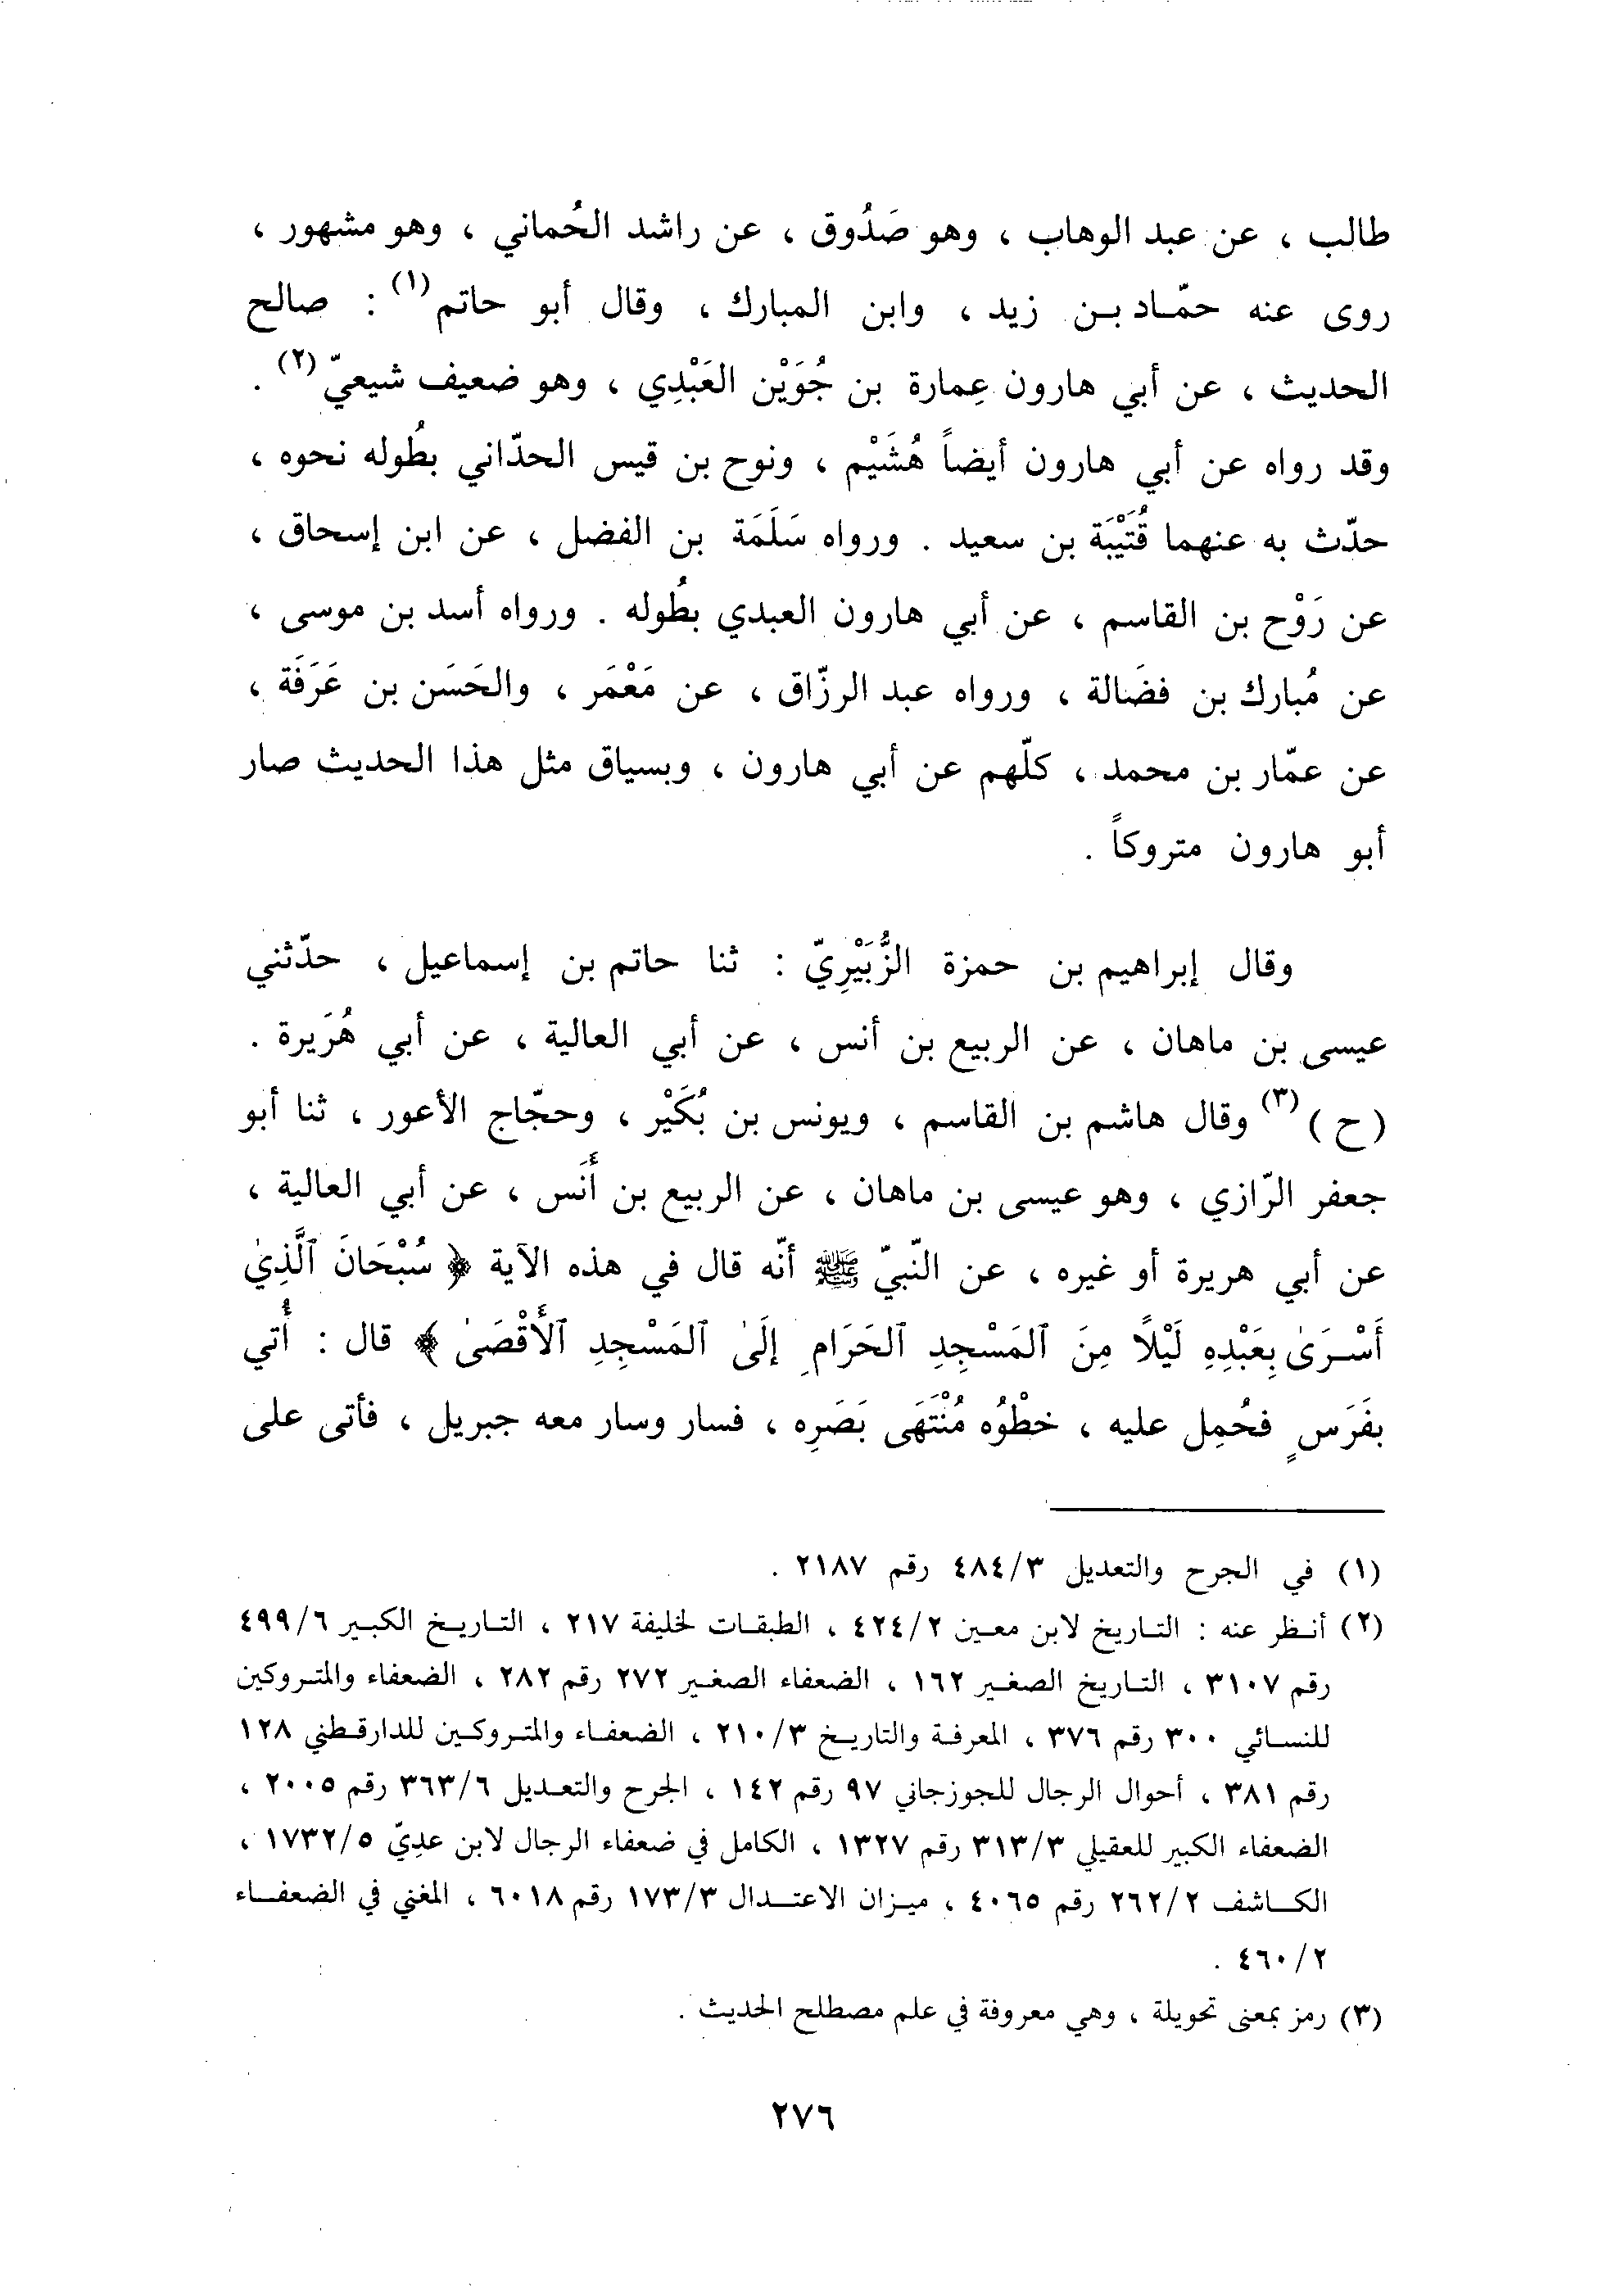 طالب ، عن عبد الوهاب ، وهو صَدُوق ، عن راشد الحُماني ، وهو مشهور ،
روى عنه حمّاد بن زيد ، وابن المبارك ، وقال أبو حاتم(١) : صالح
الحديث ، عن أبي هارون عِمارة بن جُوَيْن العَبْدِي ، وهو ضعيف شيعيّ(٢) .
وقد رواه عن أبي هارون أيضاً هُشَيْم ، ونوح بن قيس الحدّاني بطُوله نحوه ،
حدّث به عنهما قُتَيْبَة بن سعيد . ورواه سَلَمَة بن الفضل ، عن ابن إسحاق ،
عن رَوْح بن القاسم ، عن أبي هارون العبدي بطُوله . ورواه أسد بن موسى ،
عن مُبارك بن فضَالة ، ورواه عبد الرزّاق ، عن مَعْمَر ، والحَسَن بن عَرَفَة ،
عن عمّار بن محمد ، كلّهم عن أبي هارون ، وبسياق مثل هذا الحديث صار
أبو هارون متروكاً .
وقال إبراهيم بن حمزة الزُّبَيْرِيّ : ثنا حاتم بن إسماعيل ، حدّثني
عيسى بن ماهان ، عن الربيع بن أنس ، عن أبي العالية ، عن أبي هُرَيرة .
( ح )(٣) وقال هاشم بن القاسم ، ويونس بن بُكَيْر ، وحجّاج الأعور ، ثنا أبو
جعفر الرّازي ، وهو عيسى بن ماهان ، عن الربيع بن أَنَس ، عن أبي العالية ،
عن أبي هريرة أو غيره ، عن النّبيّ ﷺ أنّه قال في هذه الآية ﴿ سُبْحَانَ ٱلَّذِيْ
أَسْرَىٰ بِعَبْدِهِ لَيْلًا مِنَ ٱلمَسْجِدِ ٱلحَرَامِ إِلَىٰ ٱلمَسْجِدِ ٱلأَقْصَىٰ ﴾ قال : أُتي
بفَرَسٍ فحُمِل عليه ، خطْوُه مُنْتَهَى بَصَرِه ، فسار وسار معه جبريل ، فأتى على
(١) في الجرح والتعديل ٤٨٤/٣ رقم ٢١٨٧ .
(٢) أنظر عنه : التاريخ لابن معين ٤٢٤/٢ ، الطبقات لخليفة ٢١٧ ، التاريخ الكبير ٤٩٩/٦
رقم ٣١٠٧ ، التاريخ الصغير ١٦٢ ، الضعفاء الصغير ٢٧٢ رقم ٢٨٢ ، الضعفاء والمتروكين
للنسائي ٣٠٠ رقم ٣٧٦ ، المعرفة والتاريخ ٢١٠/٣ ، الضعفاء والمتروكين للدارقطني ١٢٨
رقم ٣٨١ ، أحوال الرجال للجوزجاني ٩٧ رقم ١٤٢ ، الجرح والتعديل ٣٦٣/٦ رقم ٢٠٠٥ ،
الضعفاء الكبير للعقيلي ٣١٣/٣ رقم ١٣٢٧ ، الكامل في ضعفاء الرجال لابن عدِيّ ١٧٣٢/٥ ،
الكاشف ٢٦٢/٢ رقم ٤٠٦٥ ، ميزان الاعتدال ١٧٣/٣ رقم ٦٠١٨ ، المغني في الضعفاء
٤٦٠/٢ .
(٣) رمز بمعنى تحويلة ، وهي معروفة في علم مصطلح الحديث .
٢٧٦